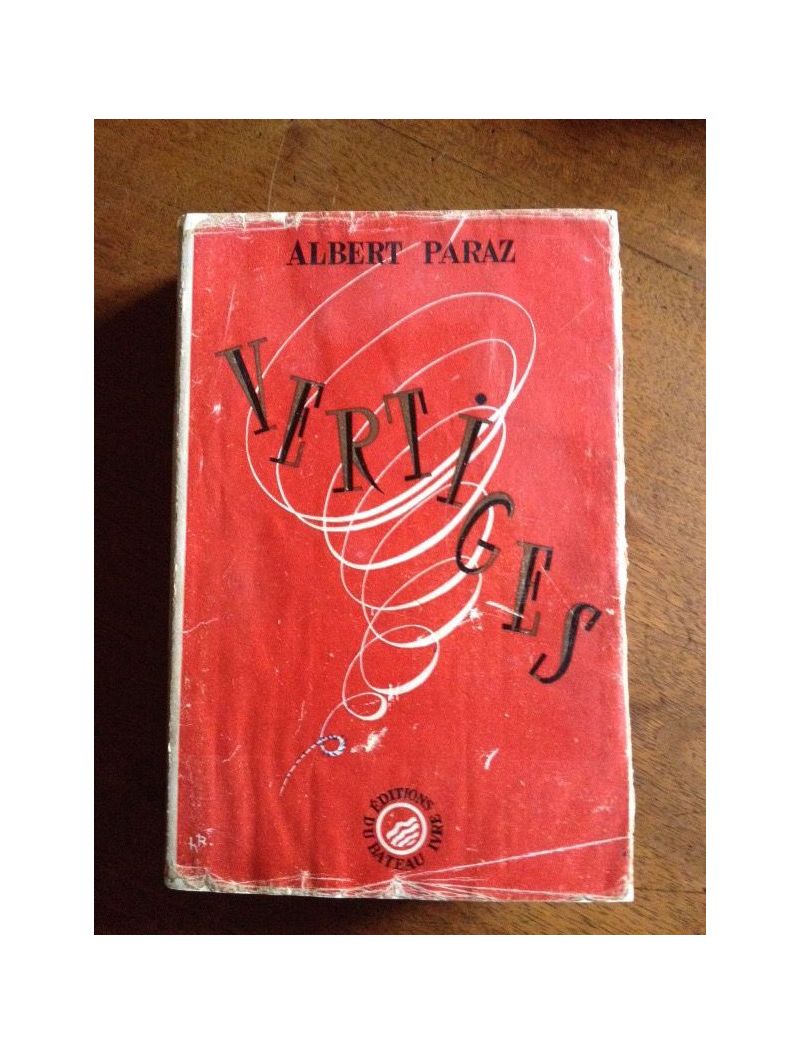 ALBERT PARAZ
VERTiGES
ÉDITIONS DU BATEAU IVRE